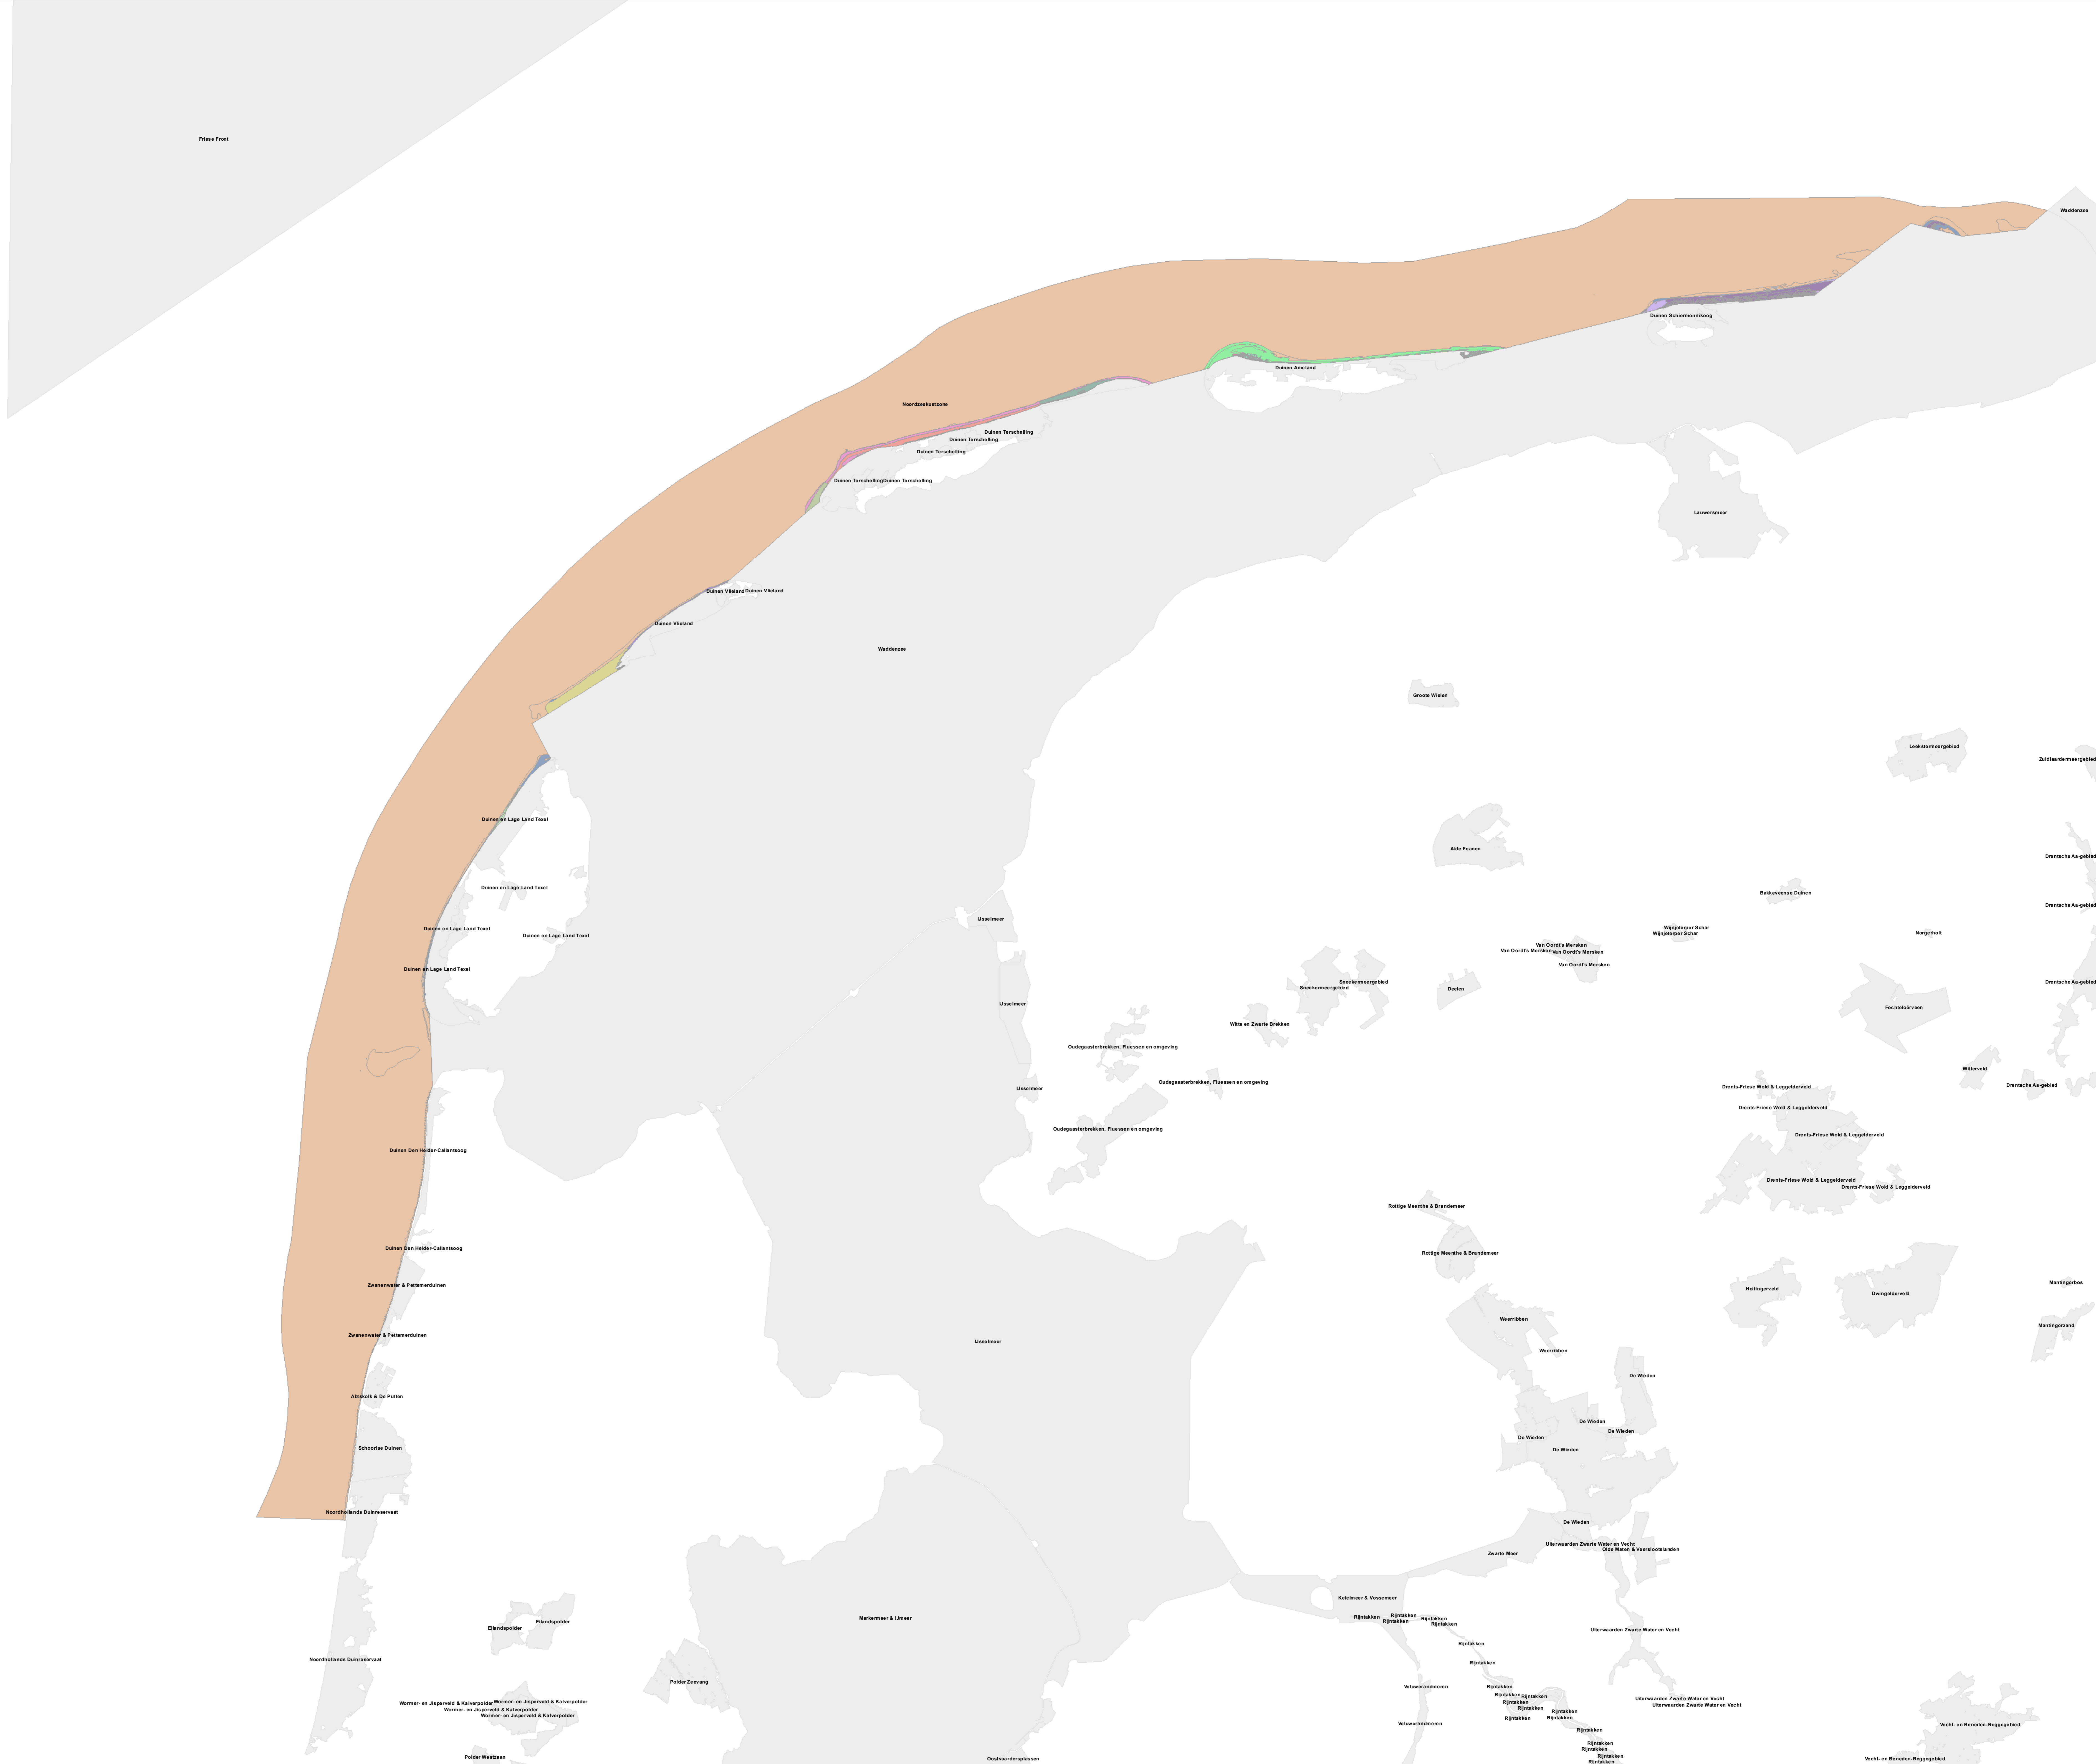 Friese Front
Waddenzee
Duinen Schiermonnikoog
Duinen Ameland
Noordzeekustzone
Duinen Terschelling
Duinen Terschelling
Duinen Terschelling
Duinen Terschelling
Duinen Terschelling
Lauwersmeer
Duinen Vlieland
Duinen Vlieland
Duinen Vlieland
Waddenzee
Groote Wielen
Leekstermeergebied
Zuidlaardermeergebied
Duinen en Lage Land Texel
Alde Feanen
Drentsche Aa-gebied
Duinen en Lage Land Texel
Bakkeveense Duinen
Drentsche Aa-gebied
IJsselmeer
Duinen en Lage Land Texel
Wijnjeterper Schar
Wijnjeterper Schar
Norgerholt
Duinen en Lage Land Texel
Van Oordt's Mersken
Van Oordt's Mersken
Van Oordt's Mersken
Van Oordt's Mersken
Duinen en Lage Land Texel
Sneekermeergebied
Sneekermeergebied
Deelen
Drentsche Aa-gebied
IJsselmeer
Fochteloërveen
Witte en Zwarte Brekken
Oudegaasterbrekken, Fluessen en omgeving
Witterveld
Oudegaasterbrekken, Fluessen en omgeving
IJsselmeer
Drents-Friese Wold & Leggelderveld
Drentsche Aa-gebied
Drents-Friese Wold & Leggelderveld
Oudegaasterbrekken, Fluessen en omgeving
Drents-Friese Wold & Leggelderveld
Duinen Den Helder-Callantsoog
Drents-Friese Wold & Leggelderveld
Drents-Friese Wold & Leggelderveld
Rottige Meenthe & Brandemeer
Duinen Den Helder-Callantsoog
Rottige Meenthe & Brandemeer
Zwanenwater & Pettemerduinen
Holtingerveld
Dwingelderveld
Mantingerbos
Weerribben
Mantingerzand
Zwanenwater & Pettemerduinen
IJsselmeer
Weerribben
De Wieden
Abtskolk & De Putten
De Wieden
De Wieden
De Wieden
Schoorlse Duinen
De Wieden
Noordhollands Duinreservaat
De Wieden
Uiterwaarden Zwarte Water en Vecht
Olde Maten & Veerslootslanden
Zwarte Meer
Ketelmeer & Vossemeer
Rijntakken
Rijntakken
Rijntakken
Rijntakken
Rijntakken
Markermeer & IJmeer
Eilandspolder
Eilandspolder
Uiterwaarden Zwarte Water en Vecht
Rijntakken
Noordhollands Duinreservaat
Rijntakken
Polder Zeevang
Veluwerandmeren
Rijntakken
Rijntakken
Rijntakken
Uiterwaarden Zwarte Water en Vecht
Uiterwaarden Zwarte Water en Vecht
Wormer- en Jisperveld & Kalverpolder
Wormer- en Jisperveld & Kalverpolder
Wormer- en Jisperveld & Kalverpolder
Wormer- en Jisperveld & Kalverpolder
Rijntakken
Rijntakken
Rijntakken
Rijntakken
Rijntakken
Veluwerandmeren
Vecht- en Beneden-Reggegebied
Rijntakken
Rijntakken
Rijntakken
Rijntakken
Rijntakken
Polder Westzaan
Oostvaardersplassen
Vecht- en Beneden-Reggegebied